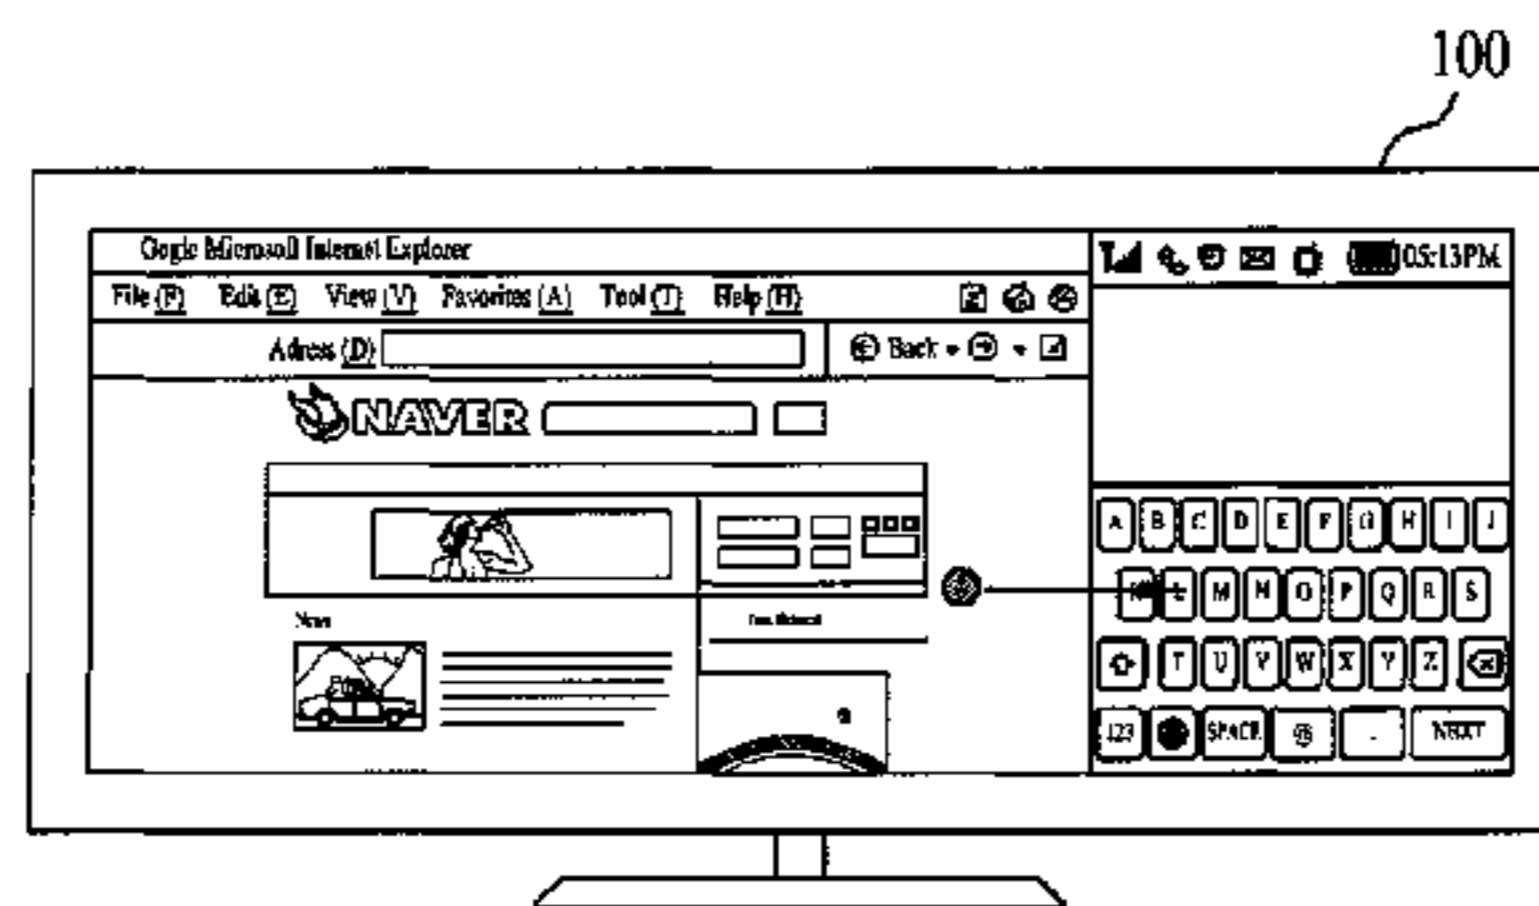 100
Gogle Microsoft Internet Explorer
05:13PM
File (F) Edit (E) View (V) Favorites (A) Tool (T) Help (H)
Adress (D)
Back
NAVER
A B C D E F G H I J
L M N O P Q R S
News
T U V W X Y Z
123 SPACE @ . NEXT